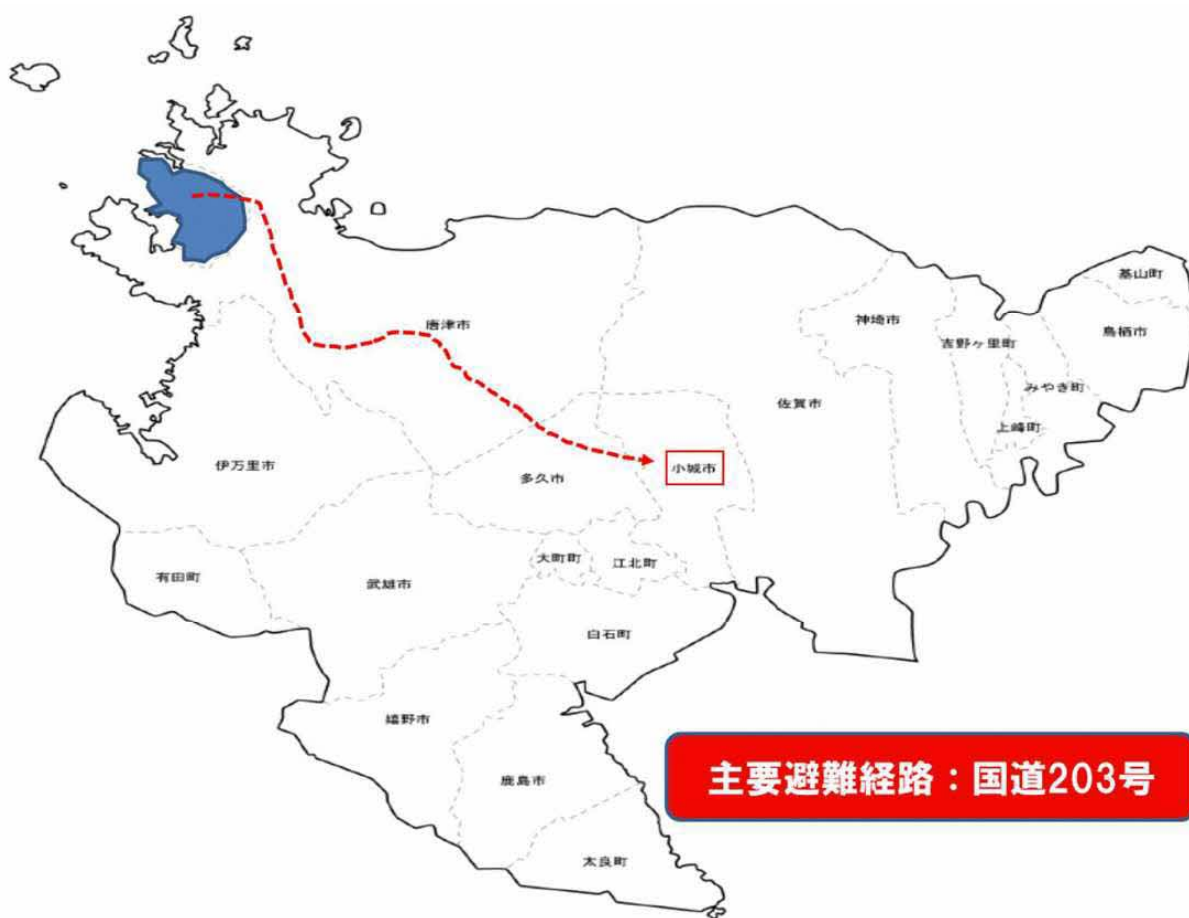 基山町
鳥栖市
神埼市
唐津市
吉野ヶ里町
みやき町
佐賀市
上峰町
伊万里市
小城市
多久市
大町町
江北町
有田町
武雄市
白石町
嬉野市
鹿島市
太良町
主要避難経路：国道203号